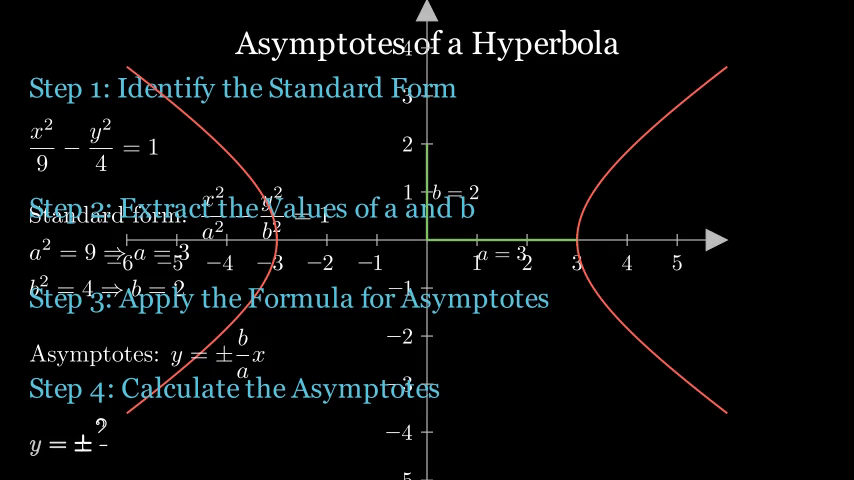 Asymptotes of a Hyperbola
Step 1: Identify the Standard Form
x²/9 − y²/4 = 1
Step 2: Extract the Values of a and b
Standard form: x²/a² − y²/b² = 1
a² = 9 ⇒ a = 3
b² = 4 ⇒ b = 2
Step 3: Apply the Formula for Asymptotes
Asymptotes: y = ± b/a x
Step 4: Calculate the Asymptotes
y = ±
b = 2
a = 3
−6 −5 −4 −3 −2 −1 1 2 3 4 5
4
3
2
1
−1
−2
−3
−4